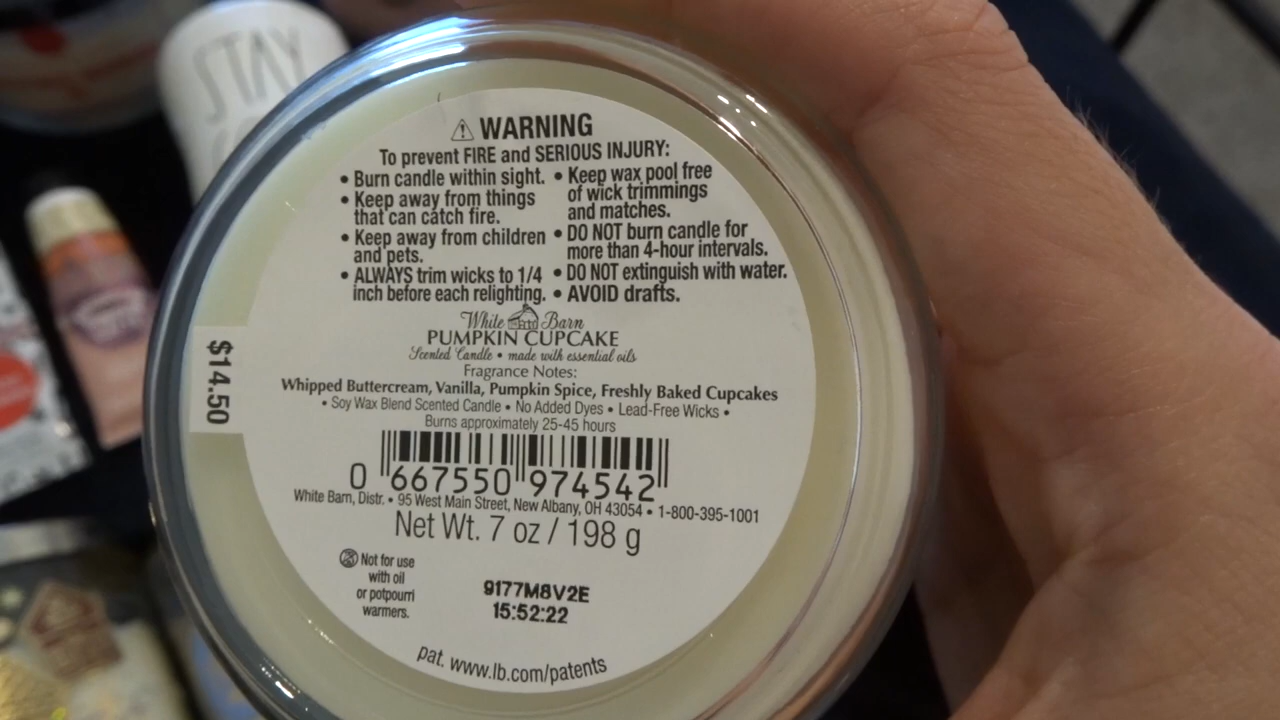 STAY
WARNING
To prevent FIRE and SERIOUS INJURY:
• Burn candle within sight.
• Keep away from things
that can catch fire.
• Keep away from children
and pets.
• ALWAYS trim wicks to 1/4
inch before each relighting.
• Keep wax pool free
of wick trimmings
and matches.
• DO NOT burn candle for
more than 4-hour intervals.
• DO NOT extinguish with water.
• AVOID drafts.
White Barn
PUMPKIN CUPCAKE
Scented Candle • made with essential oils
Fragrance Notes:
Whipped Buttercream, Vanilla, Pumpkin Spice, Freshly Baked Cupcakes
• Soy Wax Blend Scented Candle • No Added Dyes • Lead-Free Wicks •
Burns approximately 25-45 hours
$14.50
0 667550 974542
White Barn, Distr. • 95 West Main Street, New Albany, OH 43054 • 1-800-395-1001
Net Wt. 7 oz / 198 g
Not for use
with oil
or potpourri
warmers.
9177M8V2E
15:52:22
pat. www.lb.com/patents